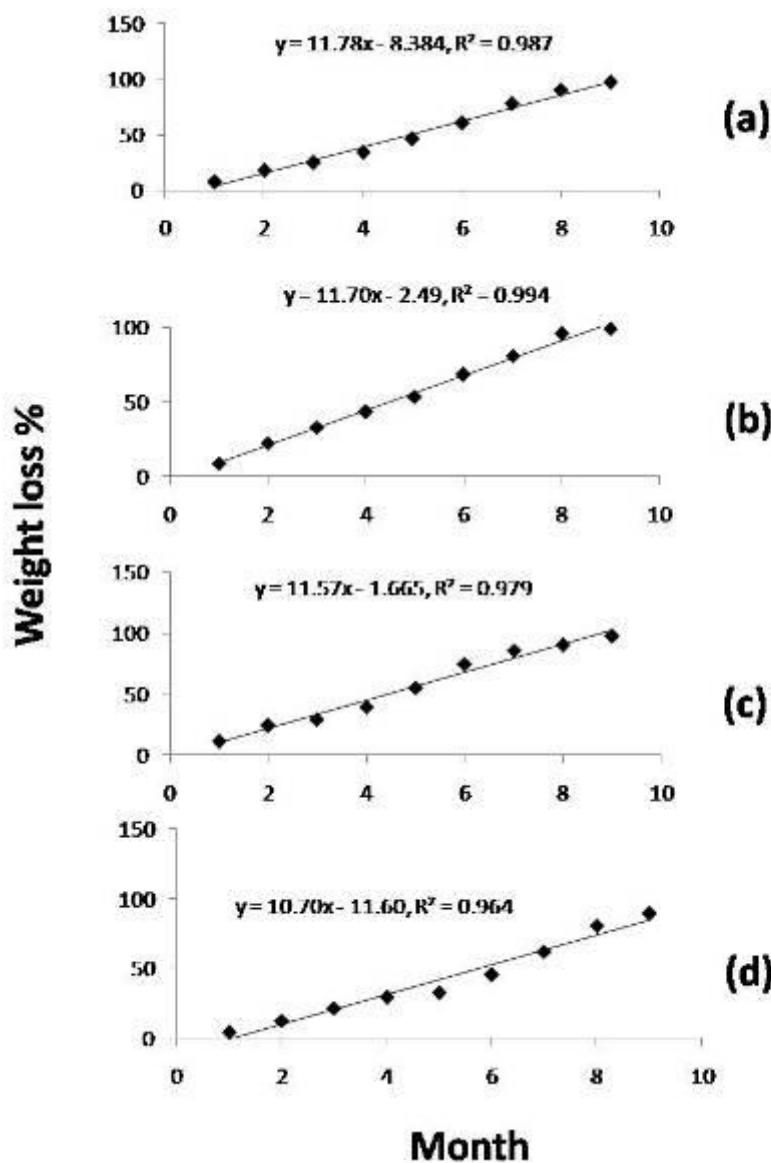 150
y = 11.78x - 8.384, R² = 0.987
100
50
0
0 2 4 6 8 10
(a)
y – 11.70x - 2.49, R² – 0.994
100
50
0
0 2 4 6 8 10
(b)
Weight loss %
150
y = 11.57x - 1.665, R² = 0.979
100
50
0
0 2 4 6 8 10
(c)
150
100
y = 10.70x - 11.60, R² = 0.964
50
0
0 2 4 6 8 10
(d)
Month